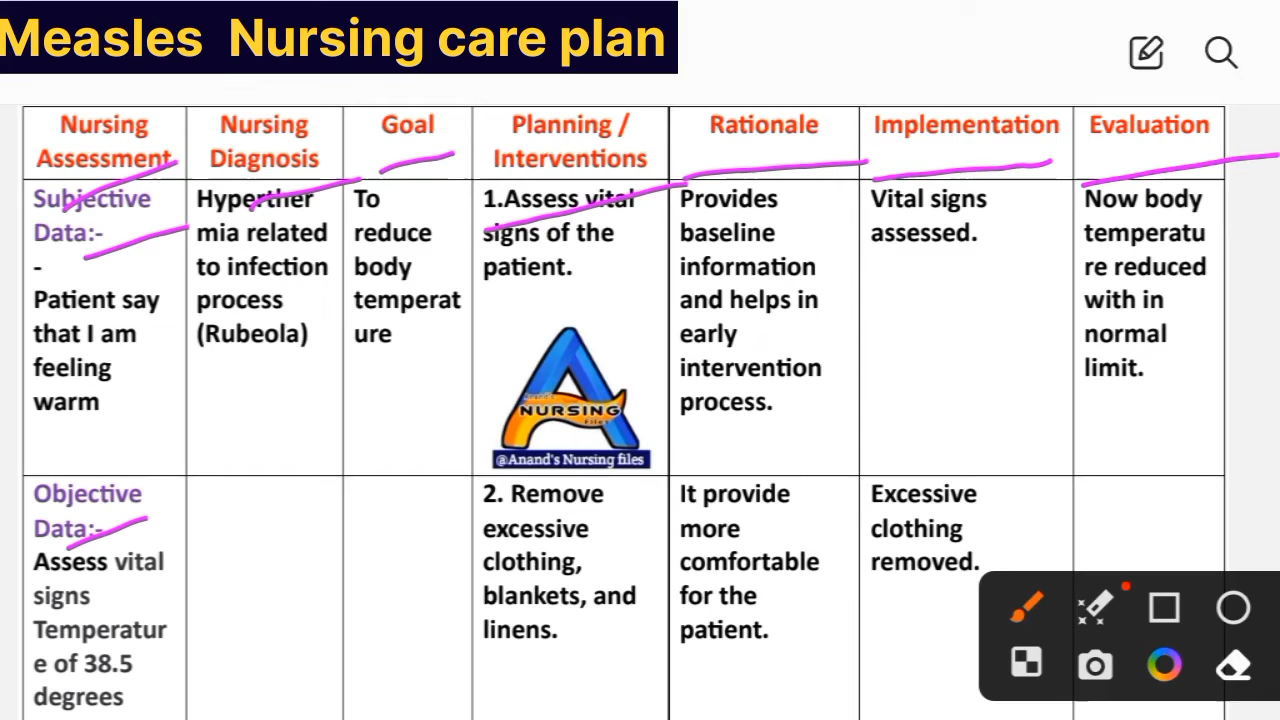 Measles Nursing care plan
Nursing
Assessment
Nursing
Diagnosis
Goal
Planning /
Interventions
Rationale
Implementation
Evaluation
Subjective
Data:-
-
Patient say
that I am
feeling
warm
Hyperther
mia related
to infection
process
(Rubeola)
To
reduce
body
temperat
ure
1.Assess vital
signs of the
patient.
NURSING
Files
@Anand's Nursing files
Provides
baseline
information
and helps in
early
intervention
process.
Vital signs
assessed.
Now body
temperatu
re reduced
with in
normal
limit.
Objective
Data:-
Assess vital
signs
Temperatur
e of 38.5
degrees
2. Remove
excessive
clothing,
blankets, and
linens.
It provide
more
comfortable
for the
patient.
Excessive
clothing
removed.